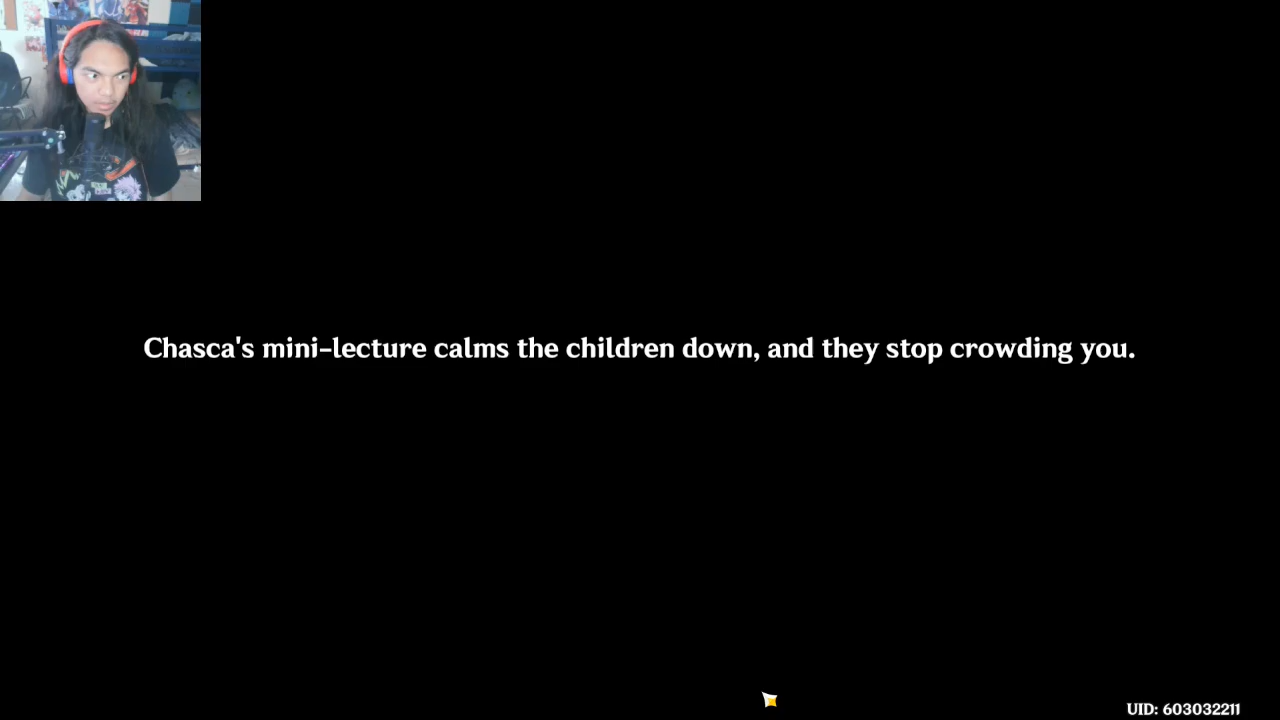 Chasca's mini-lecture calms the children down, and they stop crowding you.
UID: 603032211